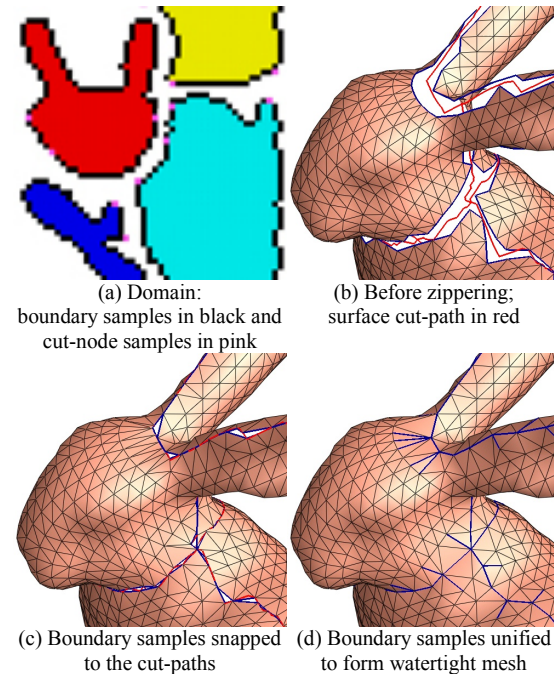 (a) Domain:
boundary samples in black and
cut-node samples in pink
(b) Before zippering;
surface cut-path in red
(c) Boundary samples snapped
to the cut-paths
(d) Boundary samples unified
to form watertight mesh